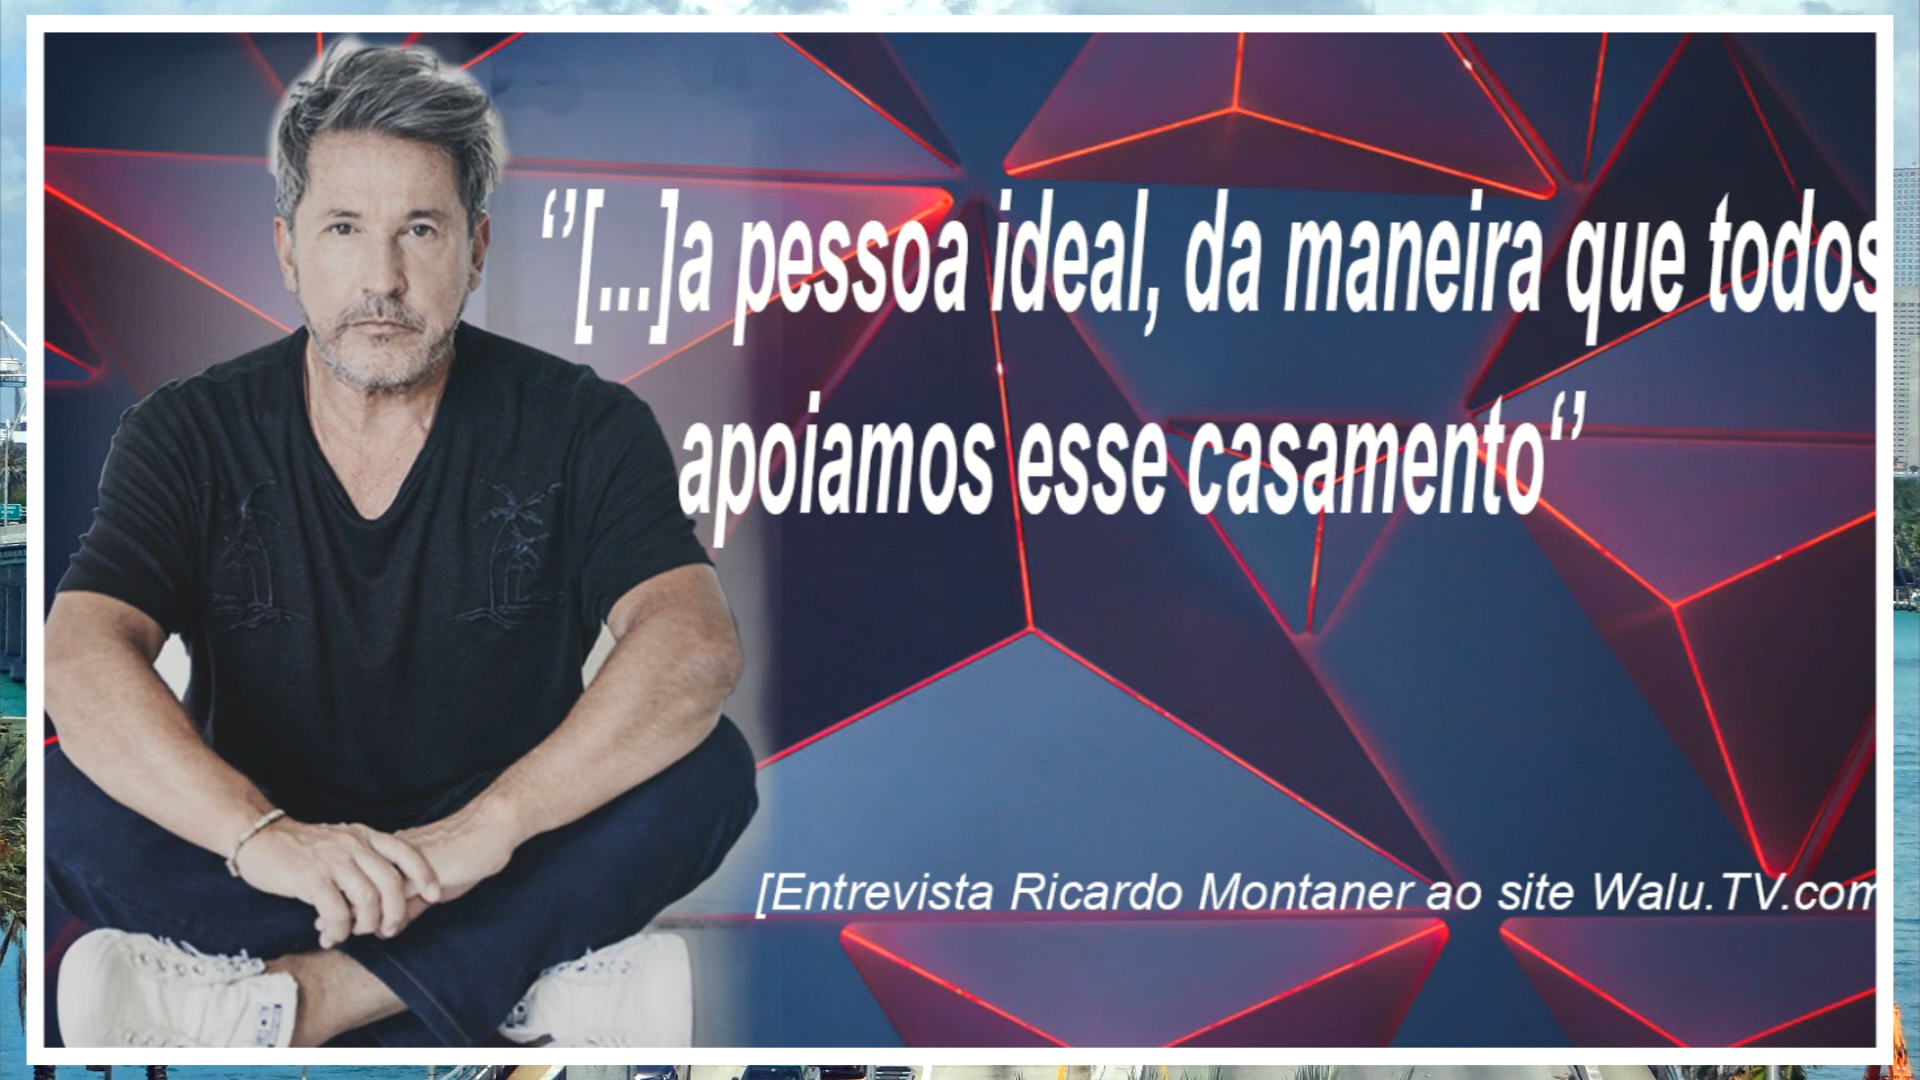 ‘’[...]a pessoa ideal, da maneira que todos
apoiamos esse casamento‘’
[Entrevista Ricardo Montaner ao site Walu.TV.com